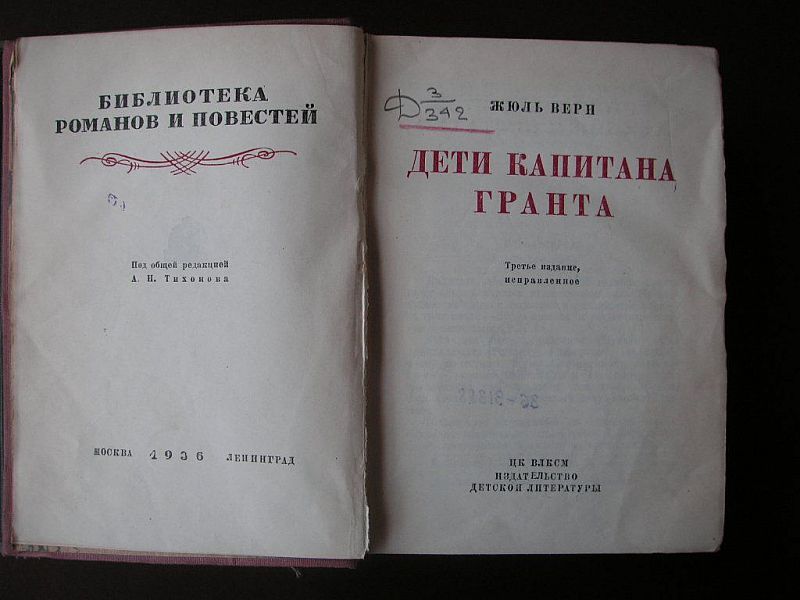 БИБЛИОТЕКА
РОМАНОВ И ПОВЕСТЕЙ
Под общей редакцией
А. Н. Тихонова
МОСКВА 1936 ЛЕНИНГРАД
Ф 3/342
ЖЮЛЬ ВЕРН
ДЕТИ КАПИТАНА
ГРАНТА
Третье издание,
исправленное
ЦК ВЛКСМ
ИЗДАТЕЛЬСТВО
ДЕТСКОЙ ЛИТЕРАТУРЫ